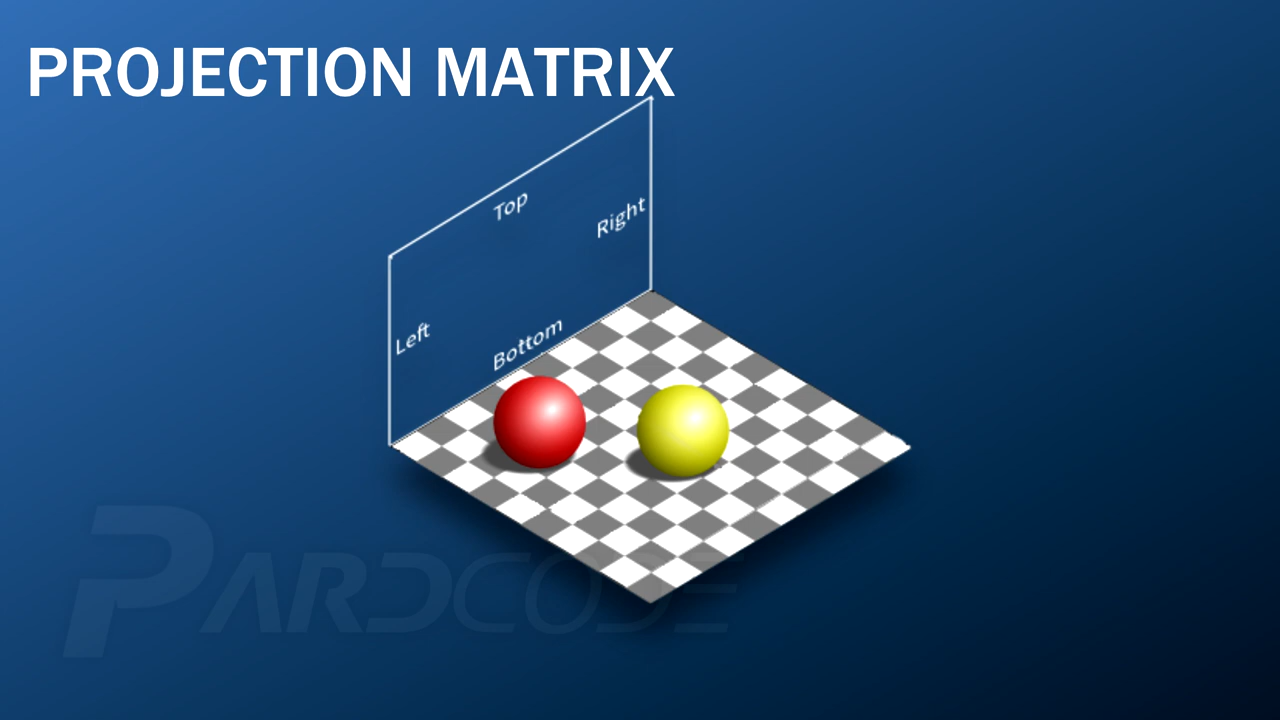 PROJECTION MATRIX
Top
Right
Left
Bottom
PARDCODE